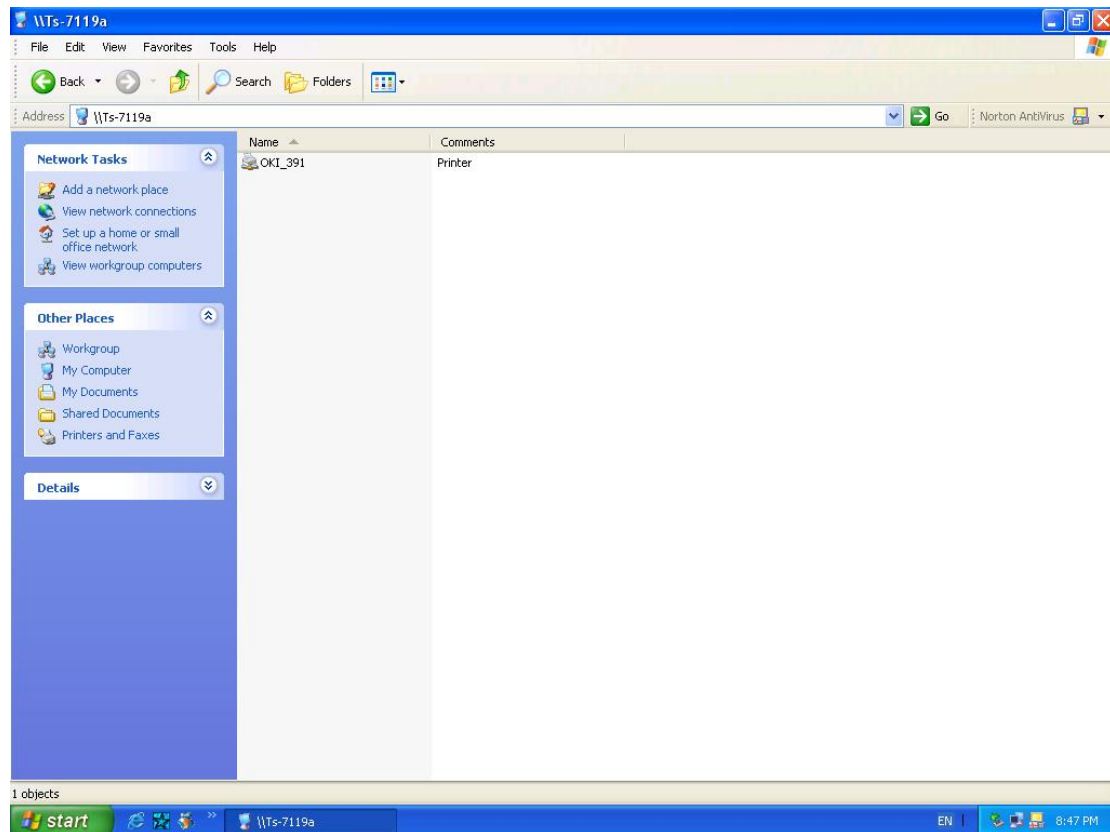 \\Ts-7119a
File Edit View Favorites Tools Help
Back Search Folders
Address \\Ts-7119a Go Norton AntiVirus
Name Comments
OKI_391 Printer
Network Tasks
Add a network place
View network connections
Set up a home or small
office network
View workgroup computers
Other Places
Workgroup
My Computer
My Documents
Shared Documents
Printers and Faxes
Details
1 objects
start \\Ts-7119a EN 8:47 PM